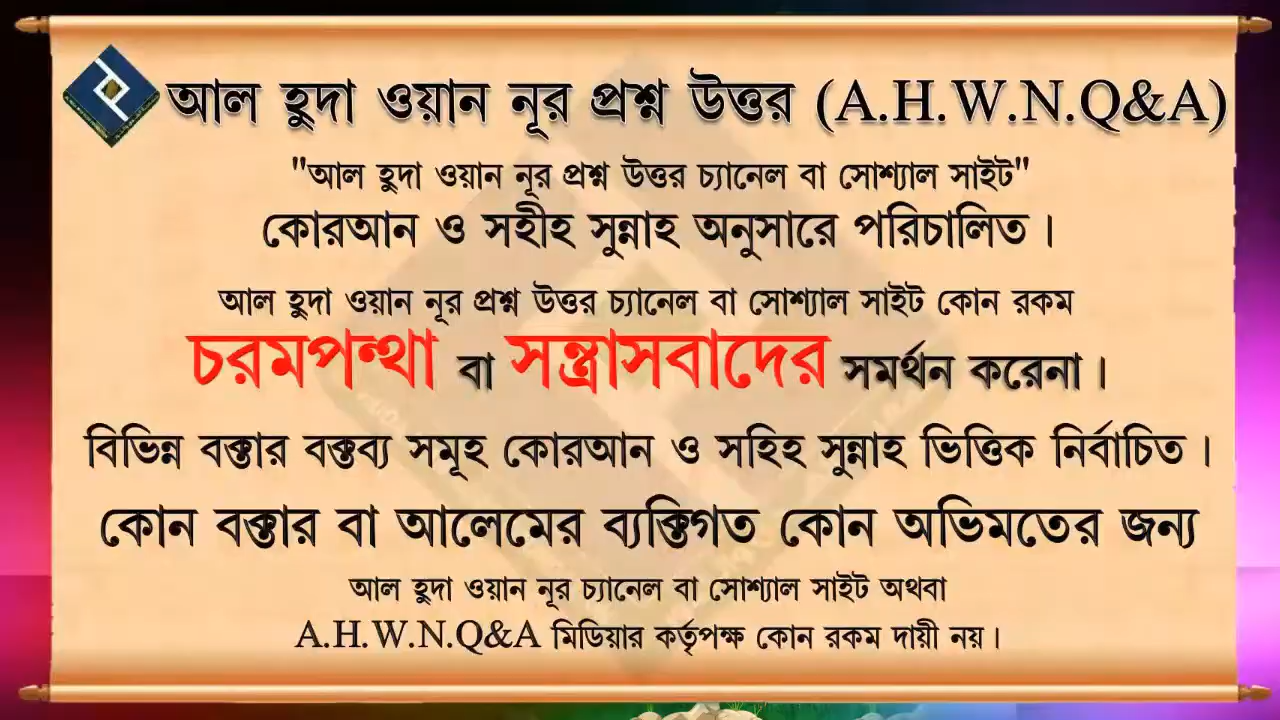 আল হুদা ওয়ান নূর প্রশ্ন উত্তর (A.H.W.N.Q&A)
"আল হুদা ওয়ান নূর প্রশ্ন উত্তর চ্যানেল বা সোশ্যাল সাইট"
কোরআন ও সহীহ সুন্নাহ অনুসারে পরিচালিত।
আল হুদা ওয়ান নূর প্রশ্ন উত্তর চ্যানেল বা সোশ্যাল সাইট কোন রকম
চরমপন্থা বা সন্ত্রাসবাদের সমর্থন করেনা।
বিভিন্ন বক্তার বক্তব্য সমূহ কোরআন ও সহিহ সুন্নাহ ভিত্তিক নির্বাচিত।
কোন বক্তার বা আলেমের ব্যক্তিগত কোন অভিমতের জন্য
আল হুদা ওয়ান নূর চ্যানেল বা সোশ্যাল সাইট অথবা
A.H.W.N.Q&A মিডিয়ার কর্তৃপক্ষ কোন রকম দায়ী নয়।